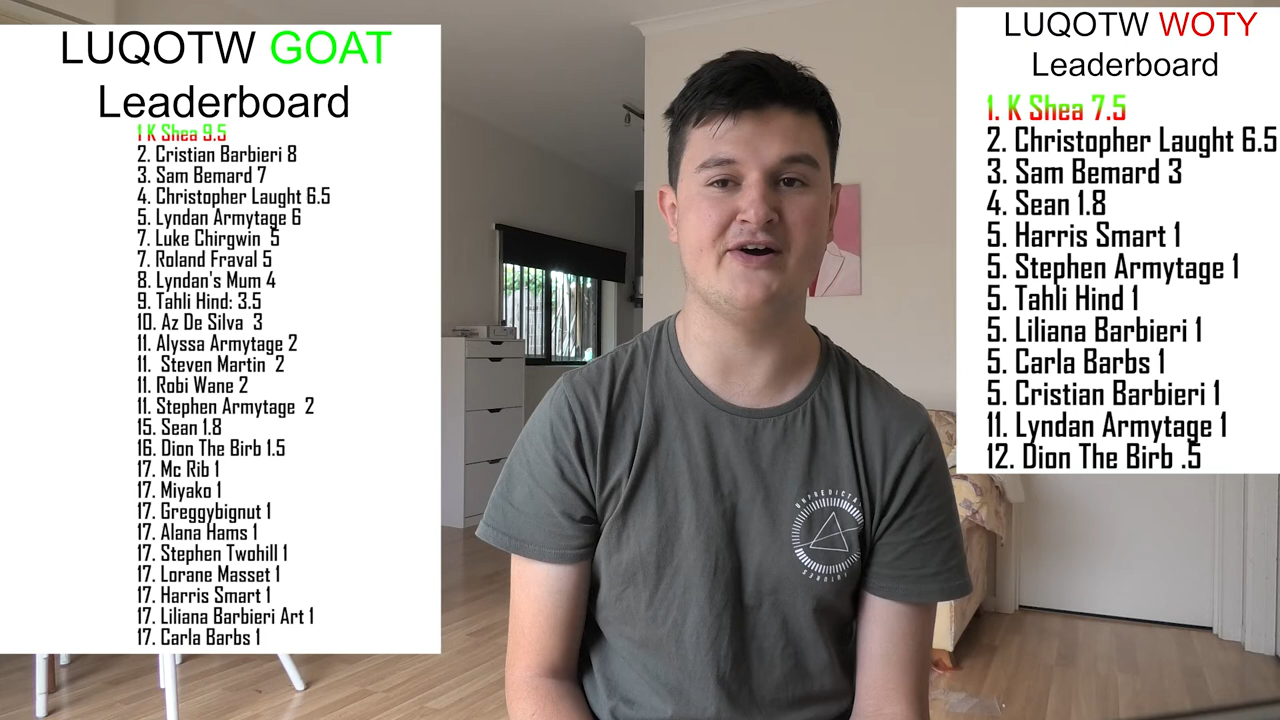 LUQOTW GOAT
Leaderboard
1 K Shea 9.5
2. Cristian Barbieri 8
3. Sam Bemard 7
4. Christopher Laught 6.5
5. Lyndan Armytage 6
7. Luke Chirgwin 5
7. Roland Fraval 5
8. Lyndan's Mum 4
9. Tahli Hind: 3.5
10. Az De Silva 3
11. Alyssa Armytage 2
11. Steven Martin 2
11. Robi Wane 2
11. Stephen Armytage 2
15. Sean 1.8
16. Dion The Birb 1.5
17. Mc Rib 1
17. Miyako 1
17. Greggybignut 1
17. Alana Hams 1
17. Stephen Twohill 1
17. Lorane Masset 1
17. Harris Smart 1
17. Liliana Barbieri Art 1
17. Carla Barbs 1
LUQOTW WOTY
Leaderboard
1. K Shea 7.5
2. Christopher Laught 6.5
3. Sam Bemard 3
4. Sean 1.8
5. Harris Smart 1
5. Stephen Armytage 1
5. Tahli Hind 1
5. Liliana Barbieri 1
5. Carla Barbs 1
5. Cristian Barbieri 1
11. Lyndan Armytage 1
12. Dion The Birb .5